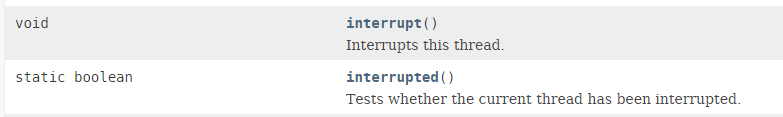 void interrupt()
Interrupts this thread.
static boolean interrupted()
Tests whether the current thread has been interrupted.